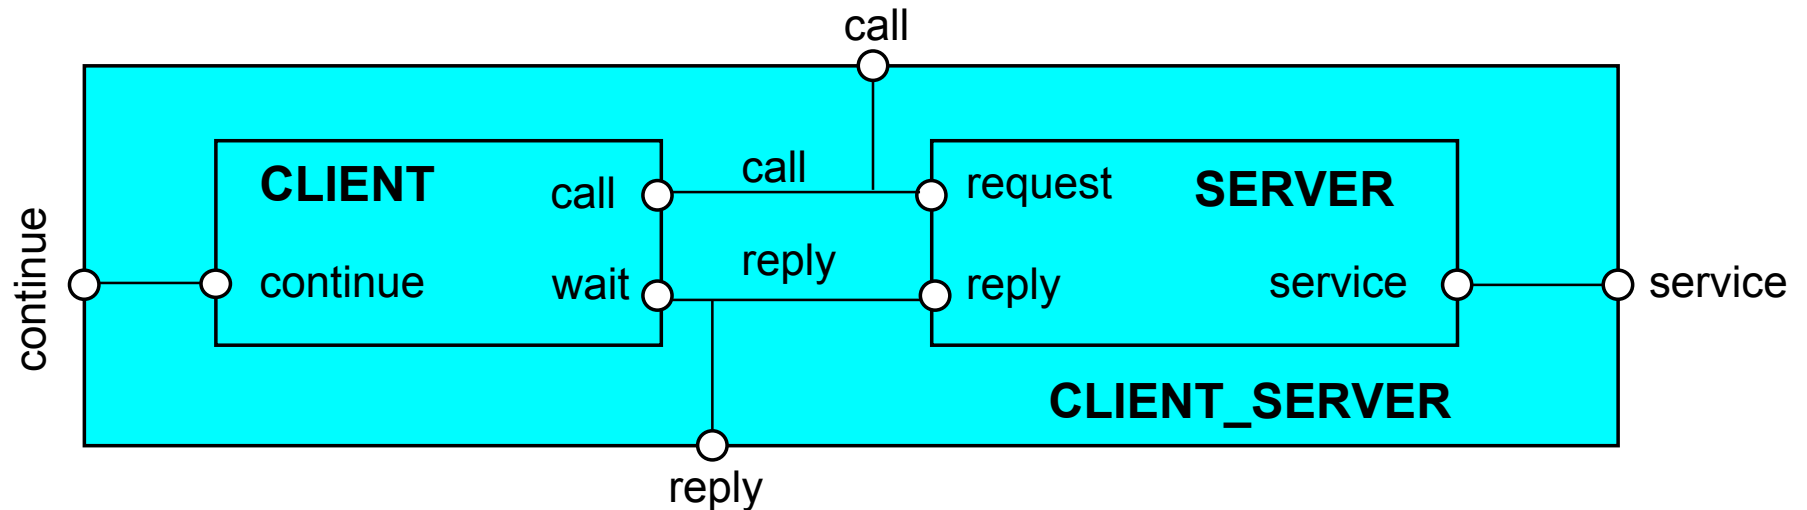 call
CLIENT
call
call
request
SERVER
continue
continue
wait
reply
reply
service
service
CLIENT_SERVER
reply